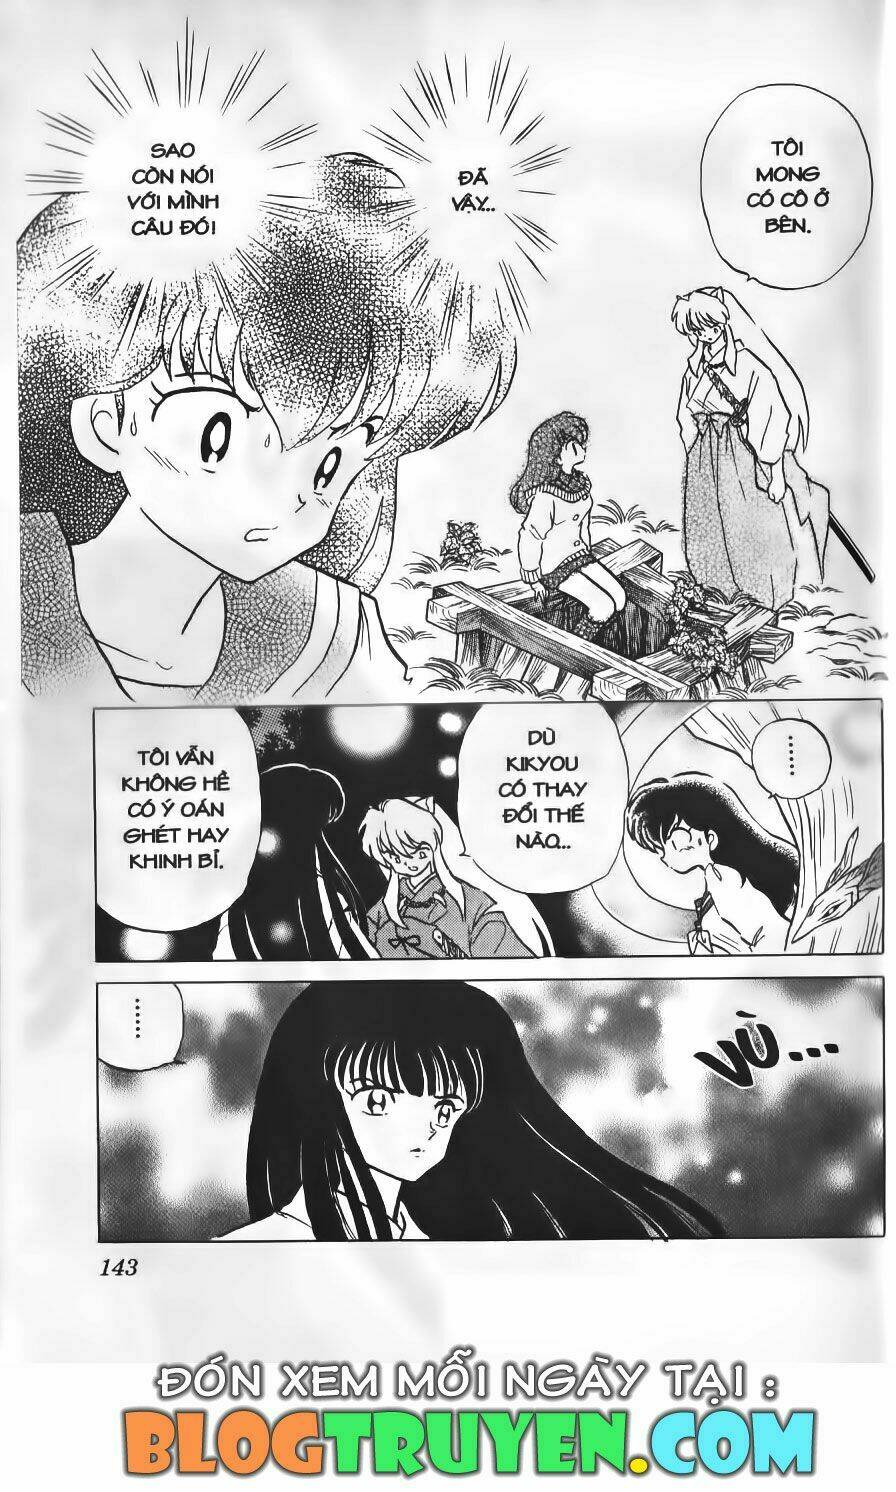 TÔI
MONG
CÓ CÔ Ở
BÊN.
ĐÃ
VẬY...
SAO
CÒN NÓI
VỚI MÌNH
CÂU ĐÓ!
.......
DÙ
KIKYOU
CÓ THAY
ĐỔI THẾ
NÀO...
TÔI VẪN
KHÔNG HỀ
CÓ Ý OÁN
GHÉT HAY
KHINH BỈ.
VÙ...
.......
143
ĐÓN XEM MỖI NGÀY TẠI :
BLOGTRUYEN.COM